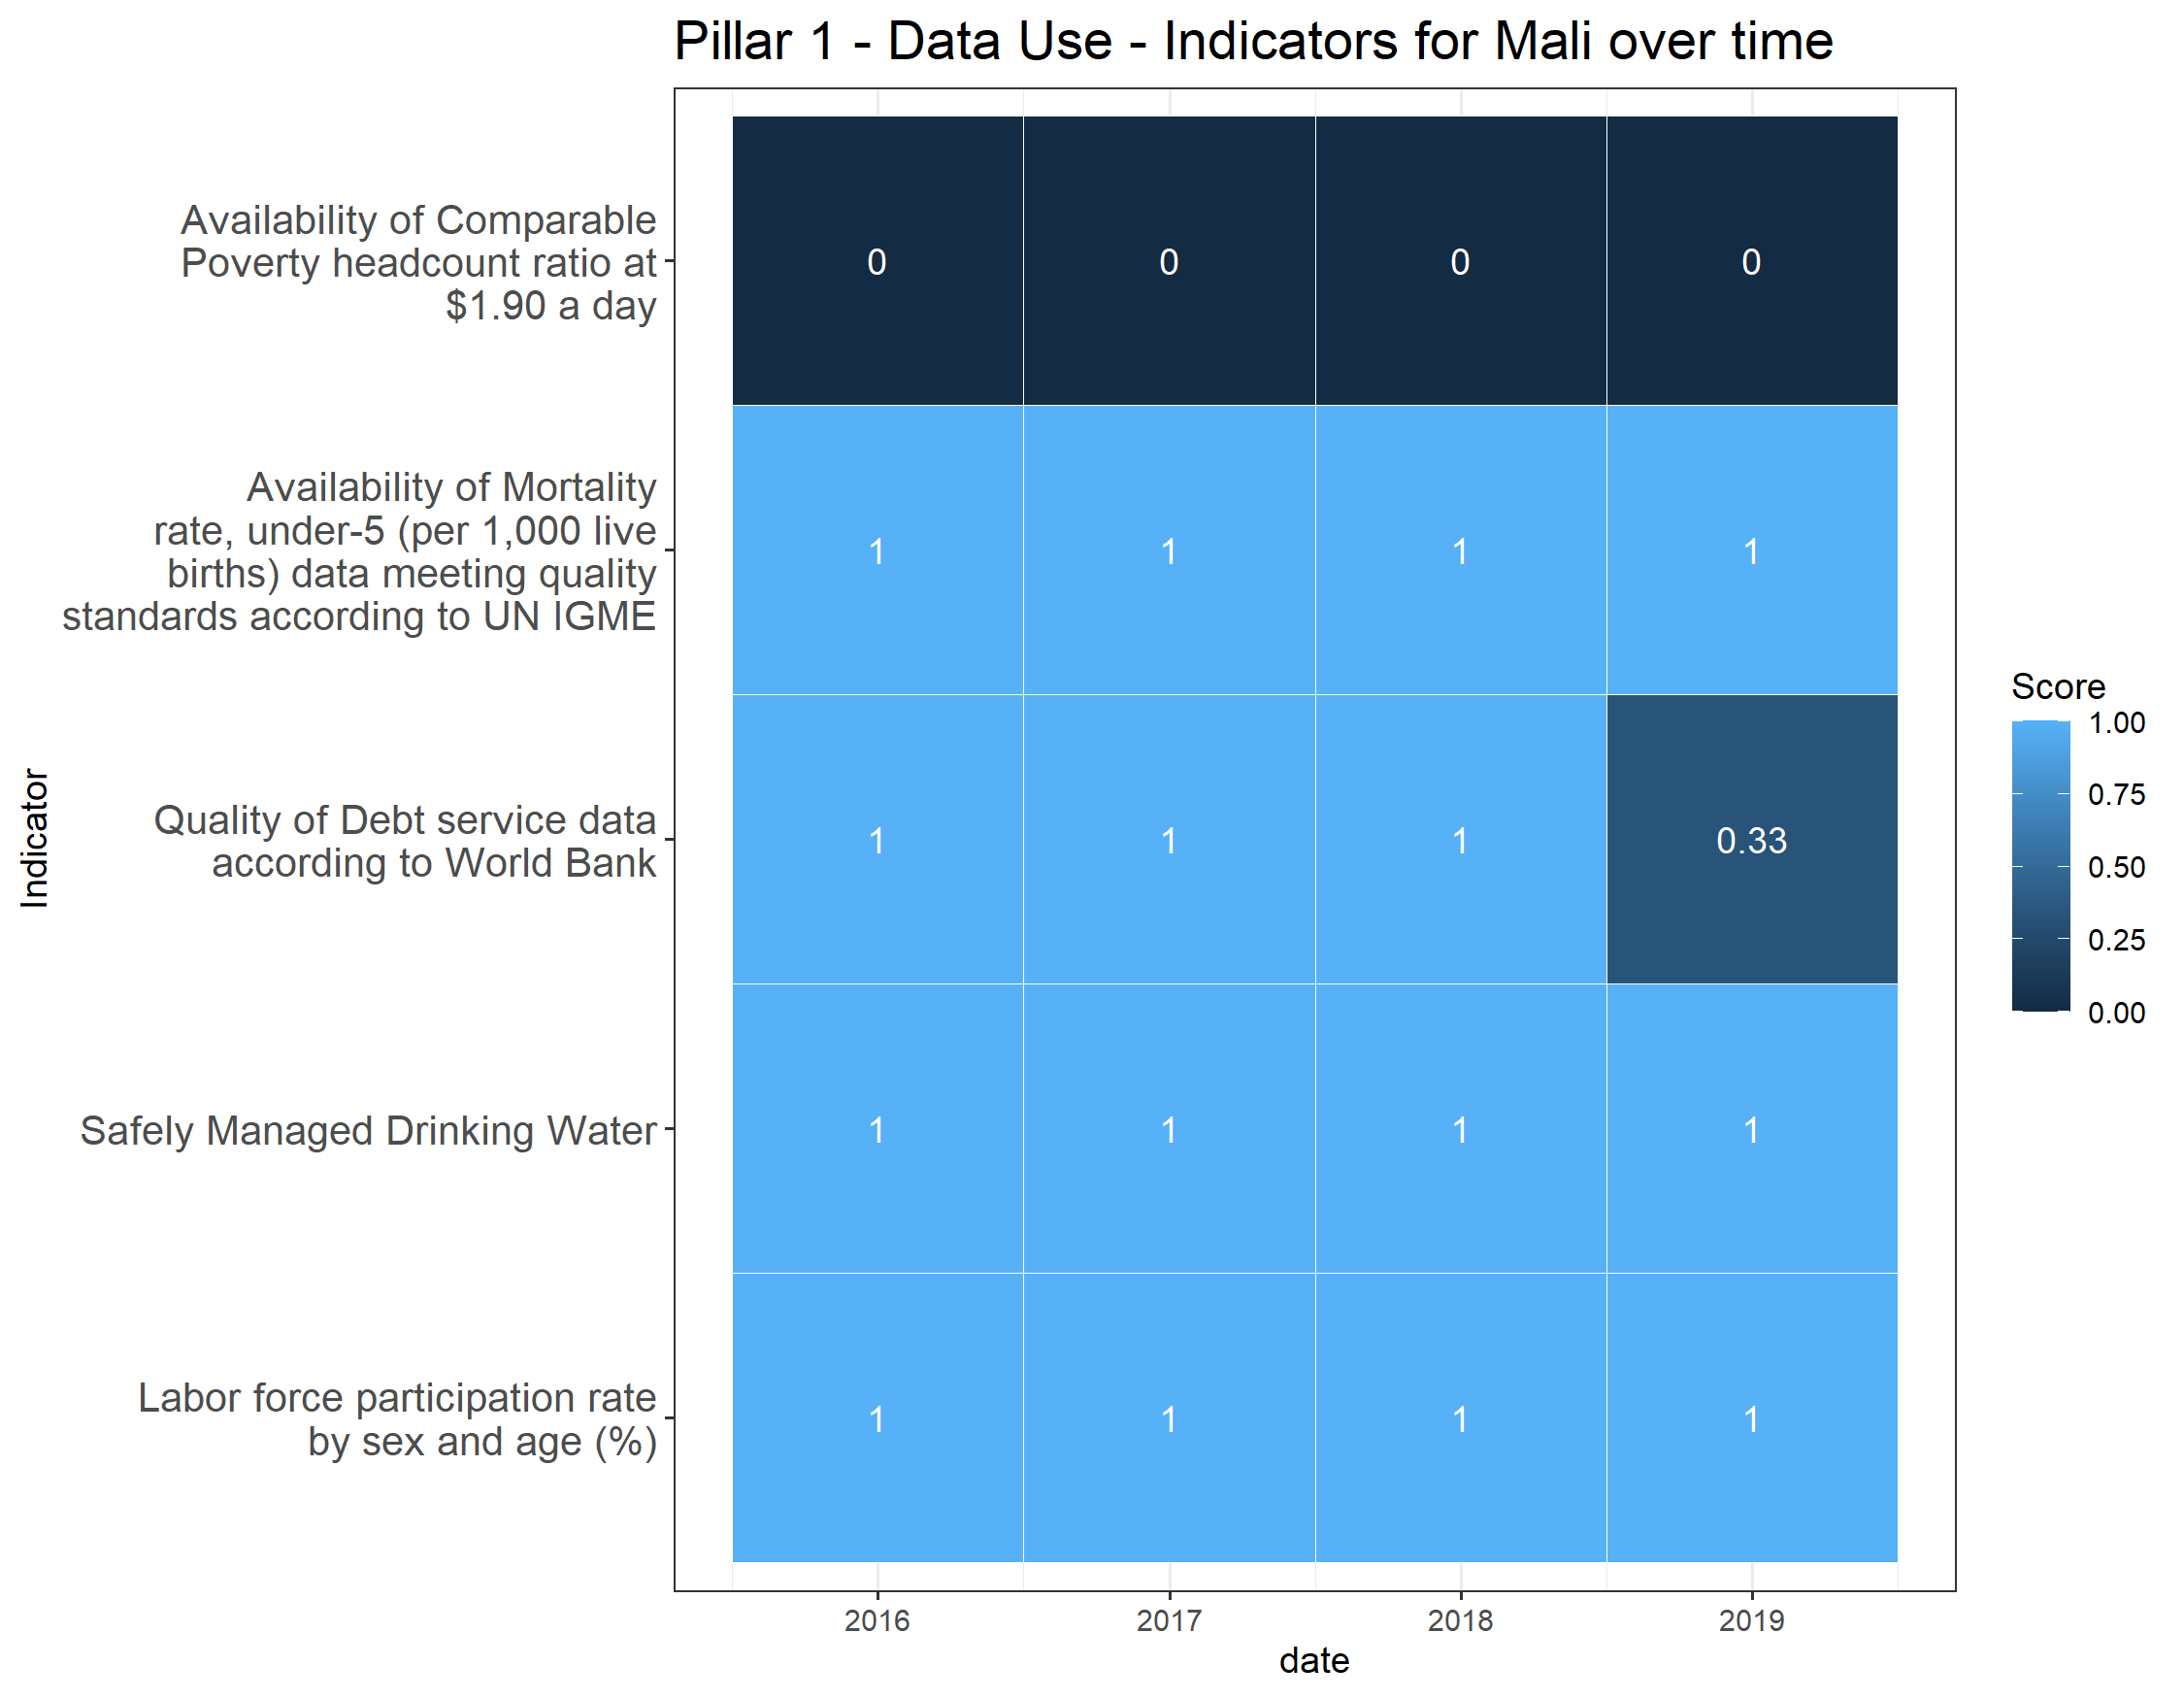 Pillar 1 - Data Use - Indicators for Mali over time
Indicator
Availability of Comparable
Poverty headcount ratio at
$1.90 a day
0 0 0 0
Availability of Mortality
rate, under-5 (per 1,000 live
births) data meeting quality
standards according to UN IGME
1 1 1 1
Quality of Debt service data
according to World Bank
1 1 1 0.33
Safely Managed Drinking Water
1 1 1 1
Labor force participation rate
by sex and age (%)
1 1 1 1
2016 2017 2018 2019
date
Score
1.00
0.75
0.50
0.25
0.00